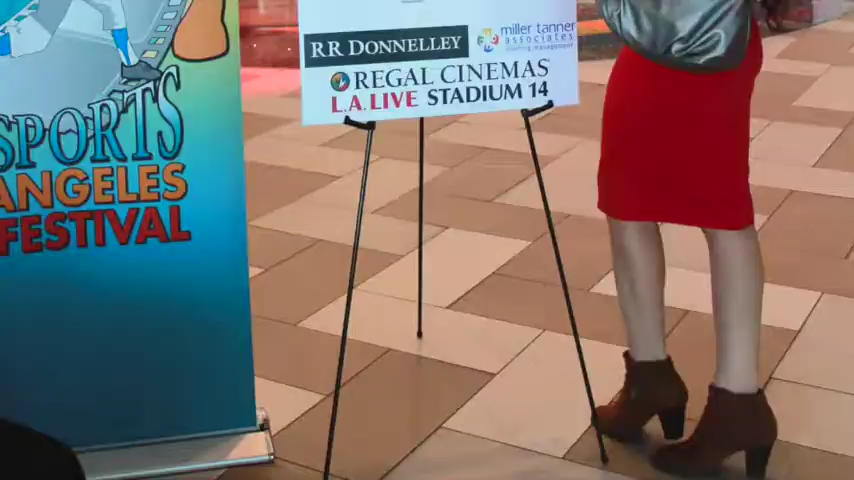 SPORTS
ANGELES
FESTIVAL
RR DONNELLEY
miller tanner
associates
REGAL CINEMAS
L.A. LIVE STADIUM 14